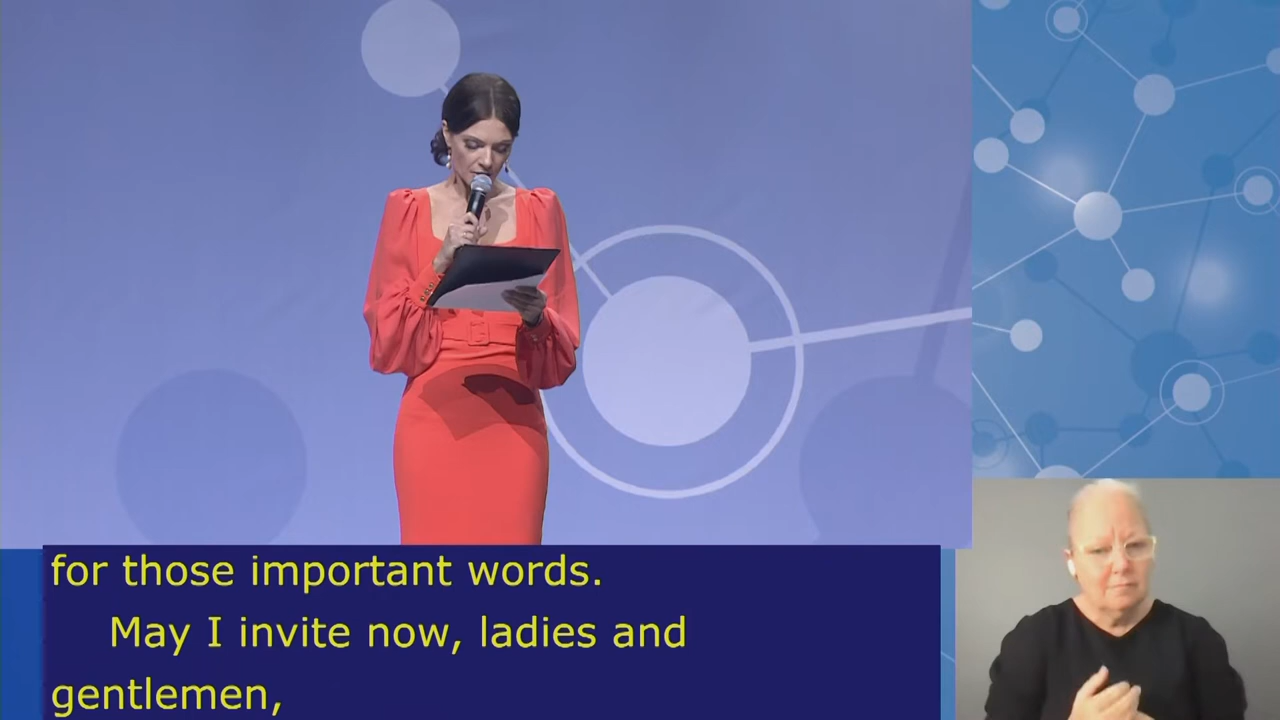 for those important words.
May I invite now, ladies and
gentlemen,